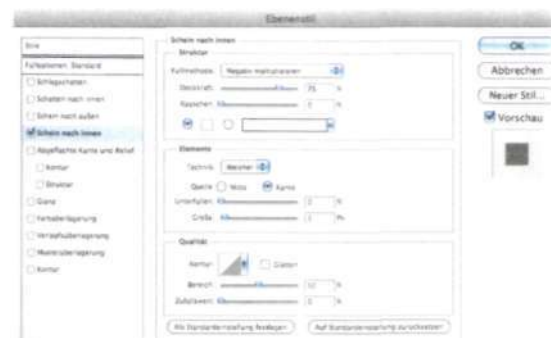 Ebenenstil
Stile
Fülloptionen: Standard
Schlagschatten
Schatten nach innen
Schein nach außen
Schein nach innen
Abgeflachte Kante und Relief
Kontur
Struktur
Glanz
Farbüberlagerung
Verlaufsüberlagerung
Musterüberlagerung
Kontur
Schein nach innen
Struktur
Füllmethode: Negativ multiplizieren
Deckkraft: 75 %
Rauschen: 0 %
Elemente
Technik: Weicher
Quelle: Mitte Kante
Unterfüllen: 0 %
Größe: Px
Qualität
Kontur: Glätten
Bereich: 50 %
Zufallswert: 0 %
Als Standardeinstellung festlegen
Auf Standardeinstellung zurücksetzen
OK
Abbrechen
Neuer Stil...
Vorschau